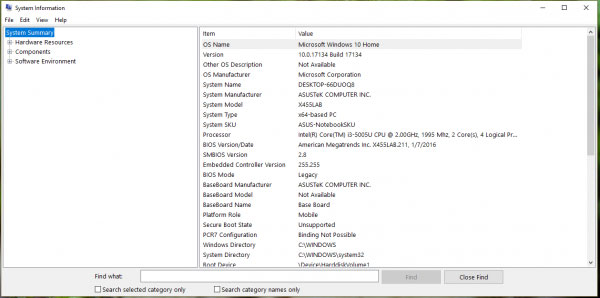 System Information
File Edit View Help
System Summary
Hardware Resources
Components
Software Environment
Item Value
OS Name Microsoft Windows 10 Home
Version 10.0.17134 Build 17134
Other OS Description Not Available
OS Manufacturer Microsoft Corporation
System Name DESKTOP-66DUOQ8
System Manufacturer ASUSTeK COMPUTER INC.
System Model X455LAB
System Type x64-based PC
System SKU ASUS-NotebookSKU
Processor Intel(R) Core(TM) i3-5005U CPU @ 2.00GHz, 1995 Mhz, 2 Core(s), 4 Logical Pr...
BIOS Version/Date American Megatrends Inc. X455LAB.211, 1/7/2016
SMBIOS Version 2.8
Embedded Controller Version 255.255
BIOS Mode Legacy
BaseBoard Manufacturer ASUSTeK COMPUTER INC.
BaseBoard Model Not Available
BaseBoard Name Base Board
Platform Role Mobile
Secure Boot State Unsupported
PCR7 Configuration Binding Not Possible
Windows Directory C:\WINDOWS
System Directory C:\WINDOWS\system32
Boot Device \Device\HarddiskVolume1
Find what: Find Close Find
Search selected category only Search category names only